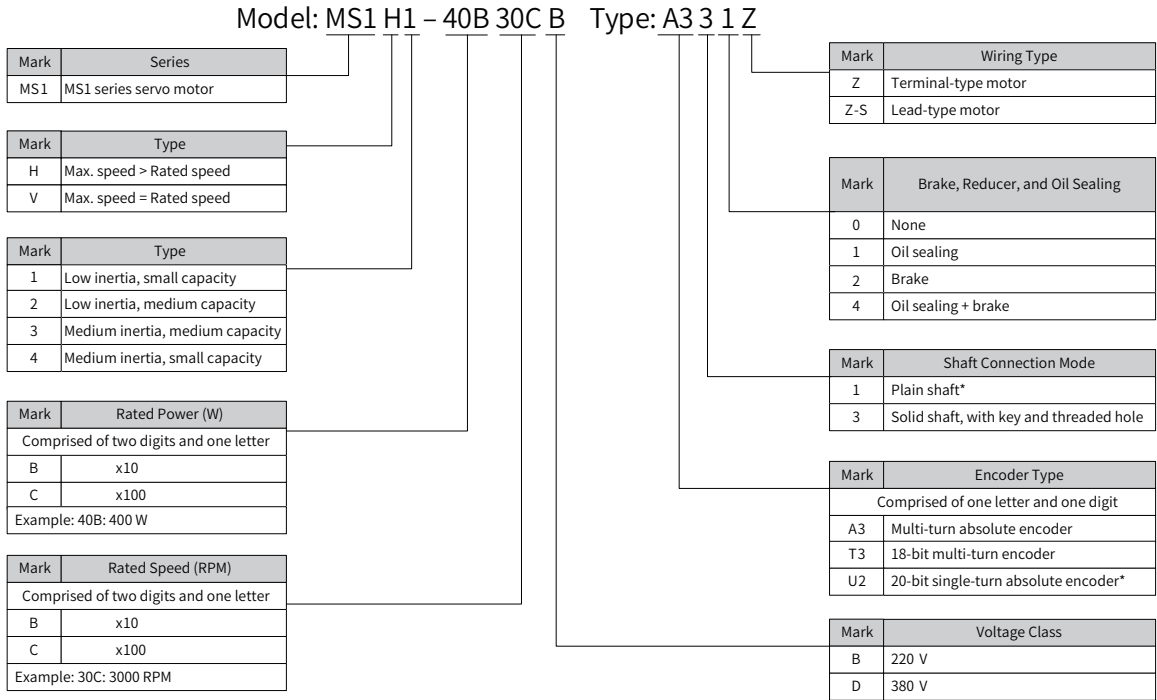 Model: MS1 H1 – 40B 30C B Type: A3 3 1 Z
Mark Series
MS1 MS1 series servo motor
Mark Type
H Max. speed > Rated speed
V Max. speed = Rated speed
Mark Type
1 Low inertia, small capacity
2 Low inertia, medium capacity
3 Medium inertia, medium capacity
4 Medium inertia, small capacity
Mark Rated Power (W)
Comprised of two digits and one letter
B x10
C x100
Example: 40B: 400 W
Mark Rated Speed (RPM)
Comprised of two digits and one letter
B x10
C x100
Example: 30C: 3000 RPM
Mark Wiring Type
Z Terminal-type motor
Z-S Lead-type motor
Mark Brake, Reducer, and Oil Sealing
0 None
1 Oil sealing
2 Brake
4 Oil sealing + brake
Mark Shaft Connection Mode
1 Plain shaft*
3 Solid shaft, with key and threaded hole
Mark Encoder Type
Comprised of one letter and one digit
A3 Multi-turn absolute encoder
T3 18-bit multi-turn encoder
U2 20-bit single-turn absolute encoder*
Mark Voltage Class
B 220 V
D 380 V